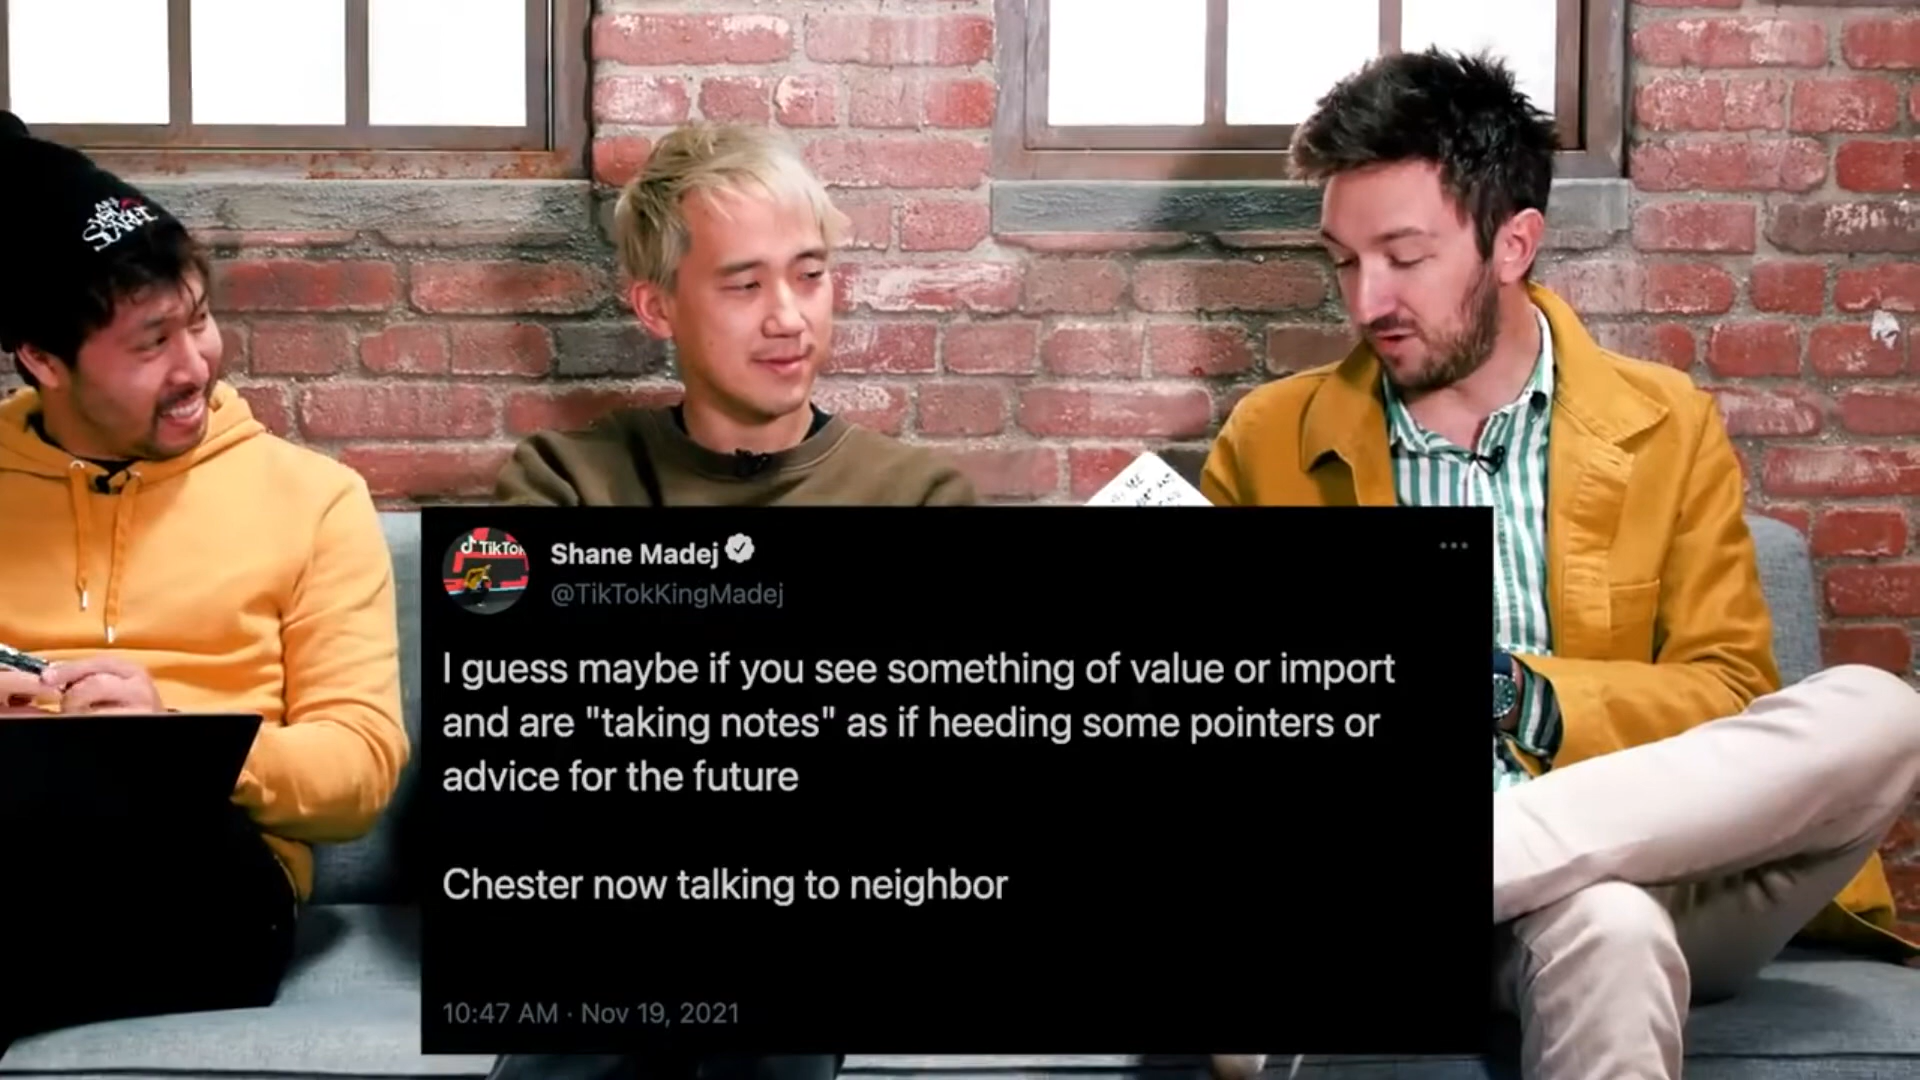 TikTok
Shane Madej
@TikTokKingMadej
I guess maybe if you see something of value or import
and are "taking notes" as if heeding some pointers or
advice for the future
Chester now talking to neighbor
10:47 AM · Nov 19, 2021